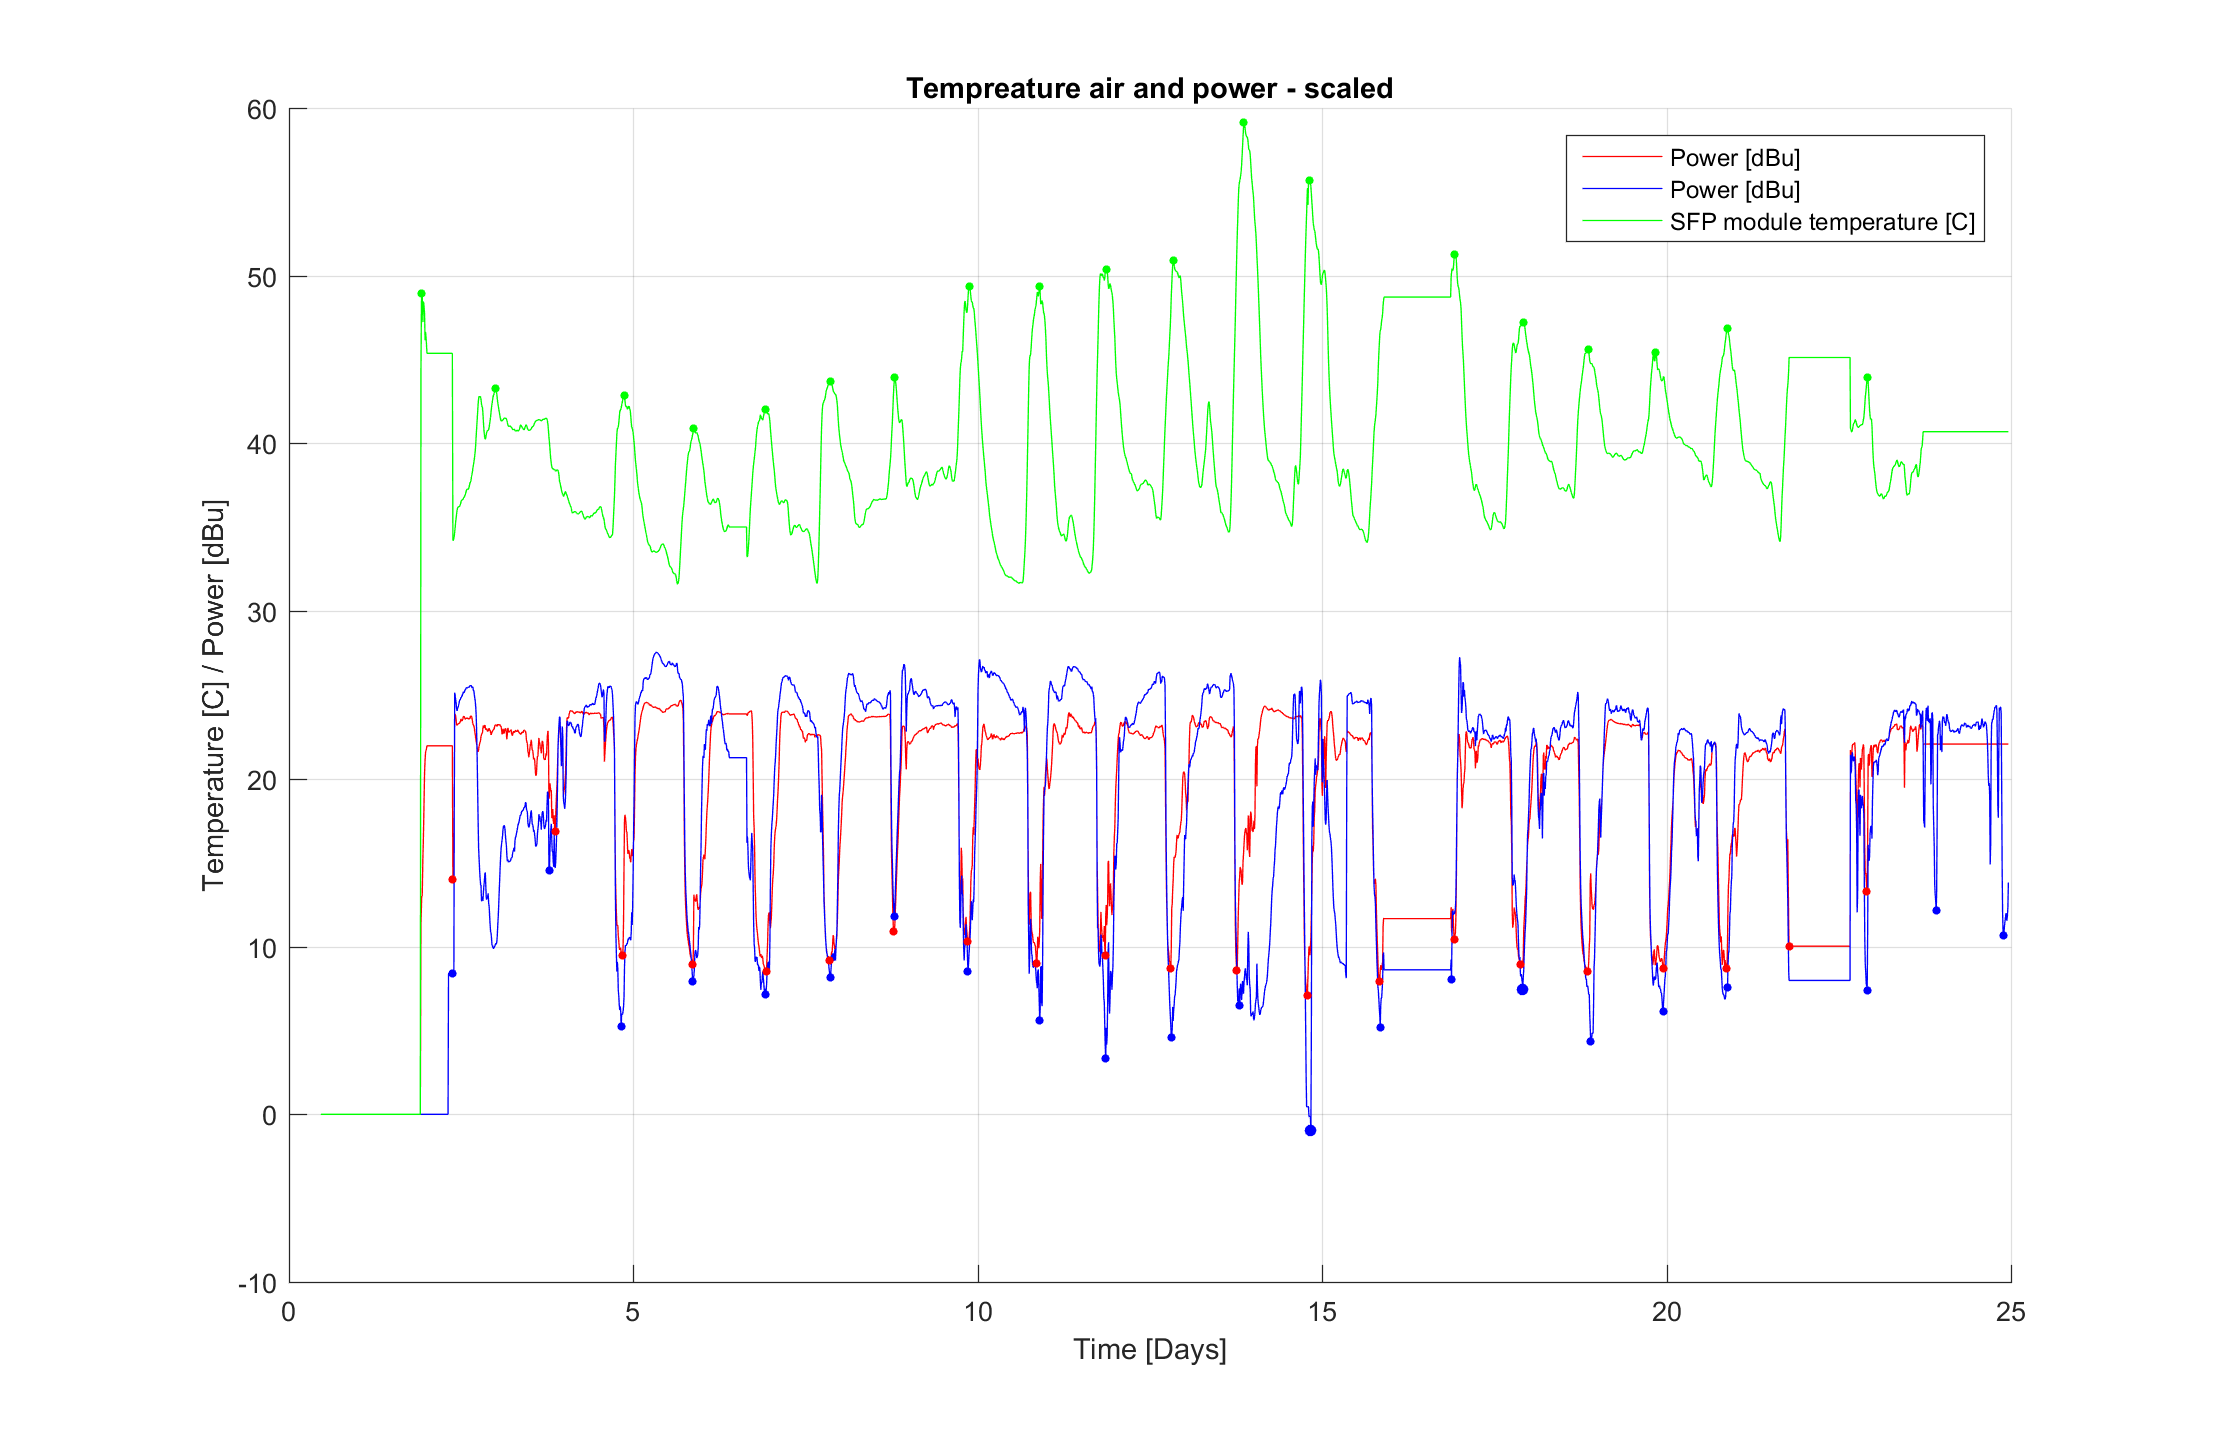 Tempreature air and power - scaled
60
50
40
30
20
10
0
-10
Temperature [C] / Power [dBu]
Power [dBu]
Power [dBu]
SFP module temperature [C]
0 5 10 15 20 25
Time [Days]